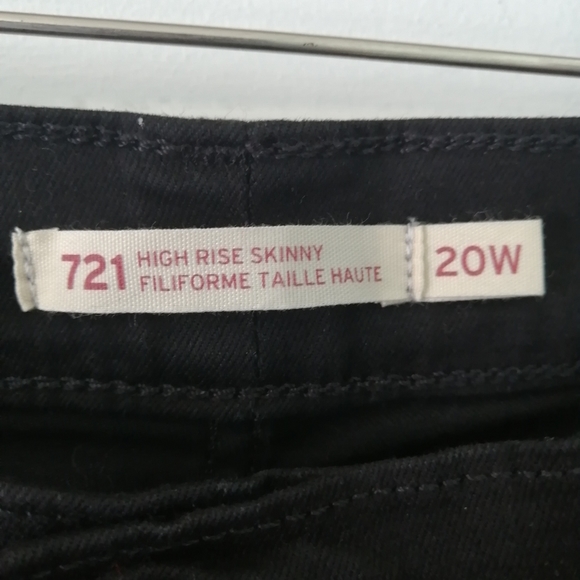 721 HIGH RISE SKINNY
FILIFORME TAILLE HAUTE
20W